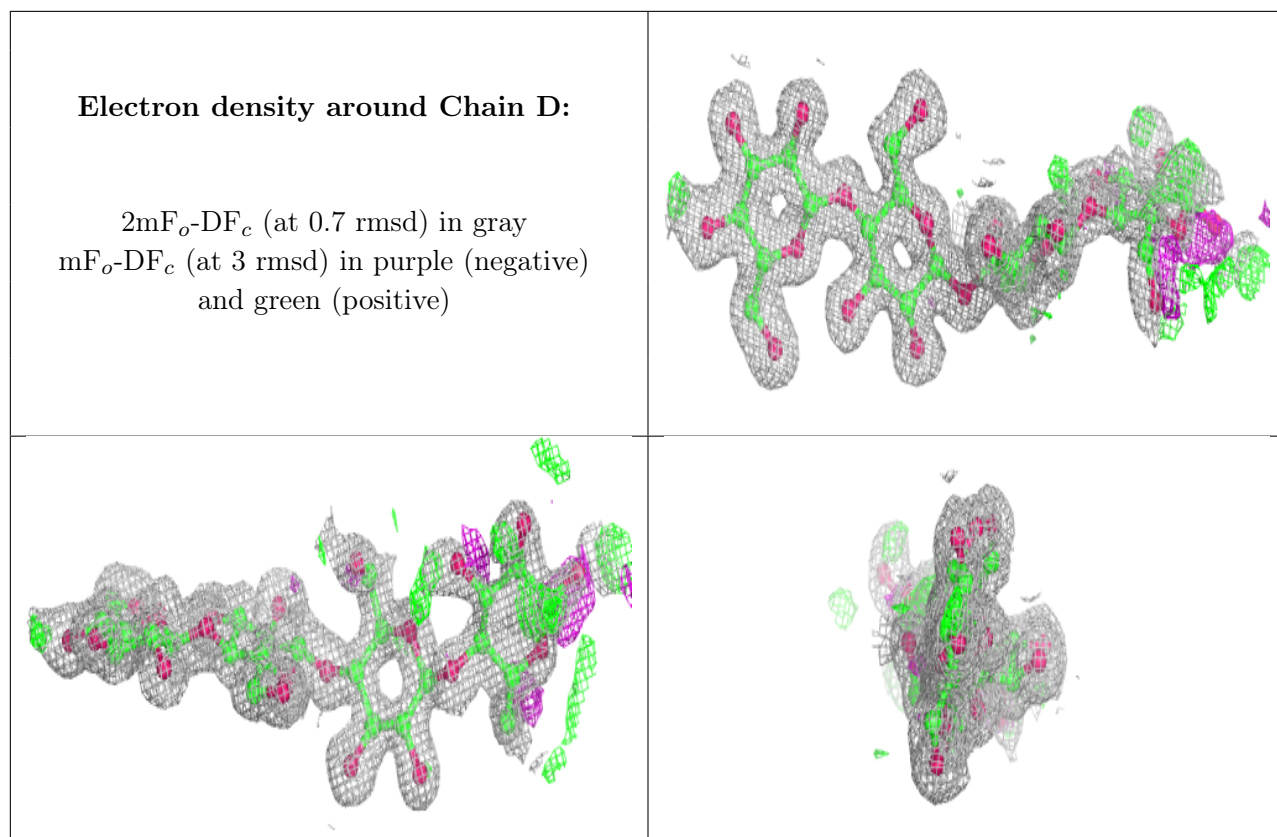 Electron density around Chain D:
2mFo-DFc (at 0.7 rmsd) in gray
mFo-DFc (at 3 rmsd) in purple (negative)
and green (positive)